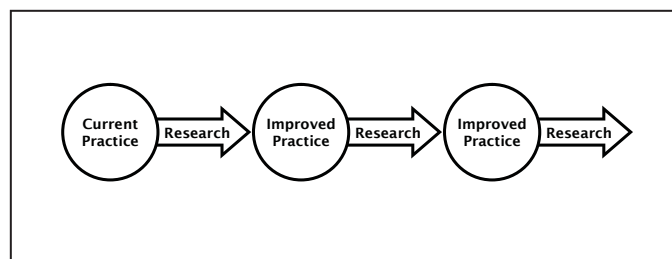 Current
Practice
Research
Improved
Practice
Research
Improved
Practice
Research